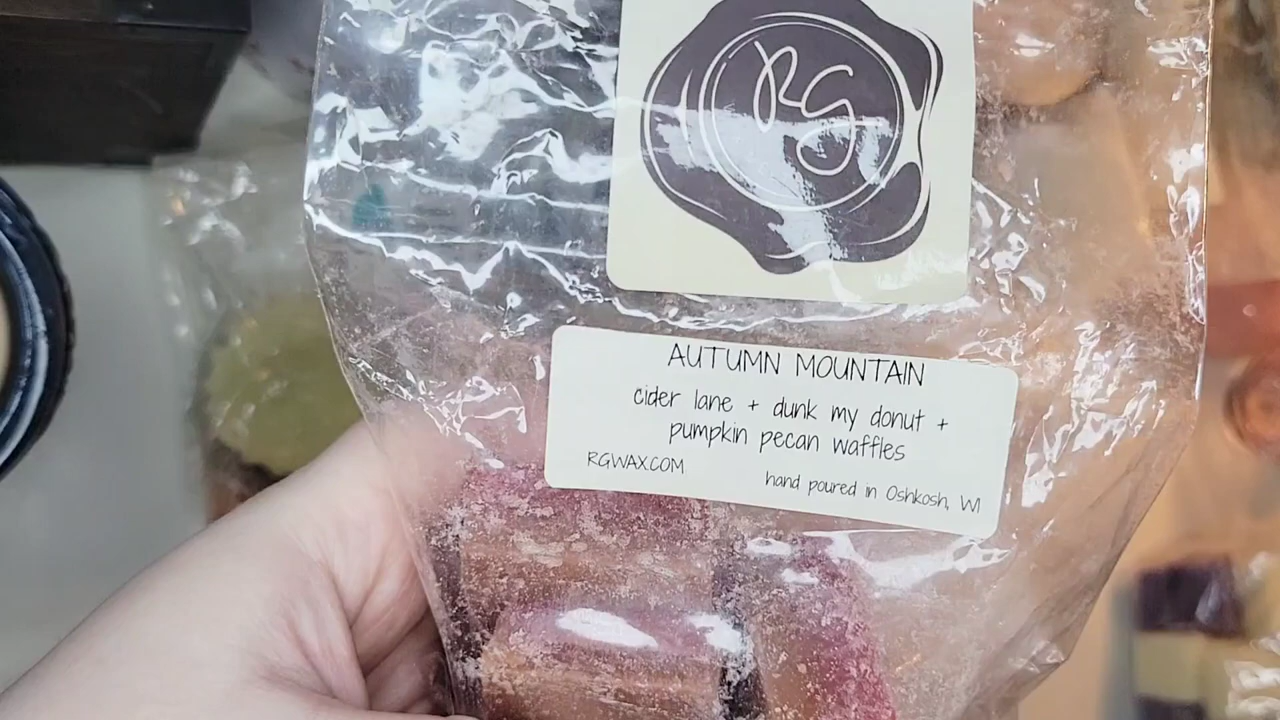 RG
AUTUMN MOUNTAIN
cider lane + dunk my donut +
pumpkin pecan waffles
RGWAX.COM
hand poured in Oshkosh, WI